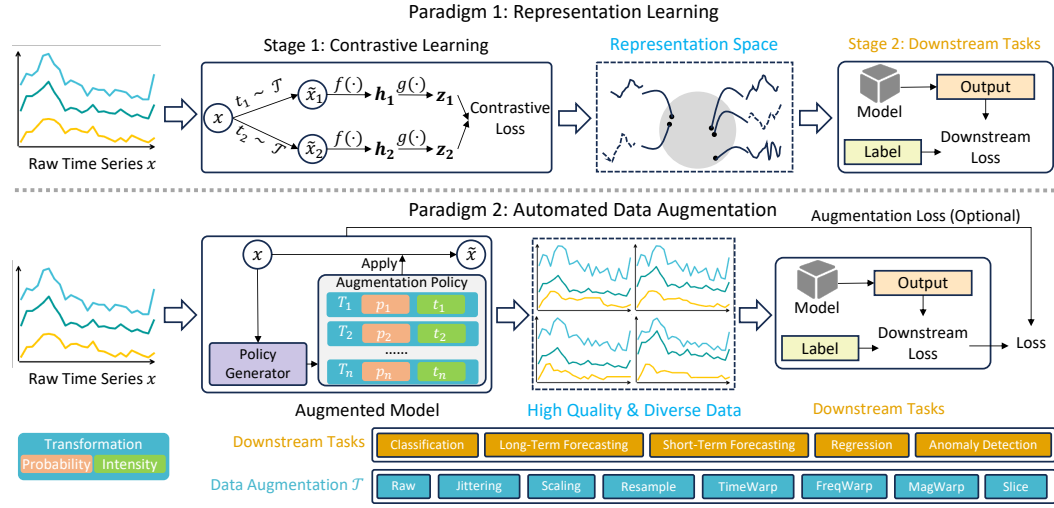 Paradigm 1: Representation Learning
Stage 1: Contrastive Learning
Representation Space
Stage 2: Downstream Tasks
Raw Time Series x
x
t₁ ~ 𝒯
t₂ ~ 𝒯
x̃₁ f(·) h₁ g(·) z₁
x̃₂ f(·) h₂ g(·) z₂
Contrastive
Loss
Model
Output
Label
Downstream
Loss
Paradigm 2: Automated Data Augmentation
Augmentation Loss (Optional)
Raw Time Series x
x
x̃
Apply
Augmentation Policy
T₁ p₁ t₁
T₂ p₂ t₂
......
Tₙ pₙ tₙ
Policy
Generator
Augmented Model
High Quality & Diverse Data
Model
Output
Label
Downstream
Loss
Loss
Downstream Tasks
Transformation
Probability Intensity
Downstream Tasks
Classification Long-Term Forecasting Short-Term Forecasting Regression Anomaly Detection
Data Augmentation 𝒯
Raw Jittering Scaling Resample TimeWarp FreqWarp MagWarp Slice